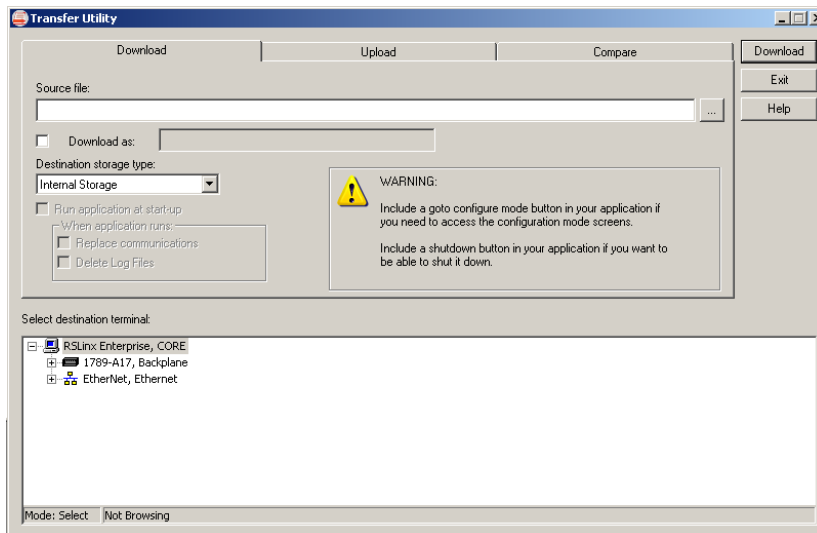 Transfer Utility
Download
Upload
Compare
Download
Exit
Help
Source file:
...
Download as:
Destination storage type:
Internal Storage
Run application at start-up
When application runs:
Replace communications
Delete Log Files
WARNING:
Include a goto configure mode button in your application if
you need to access the configuration mode screens.
Include a shutdown button in your application if you want to
be able to shut it down.
Select destination terminal:
RSLinx Enterprise, CORE
1789-A17, Backplane
EtherNet, Ethernet
Mode: Select
Not Browsing